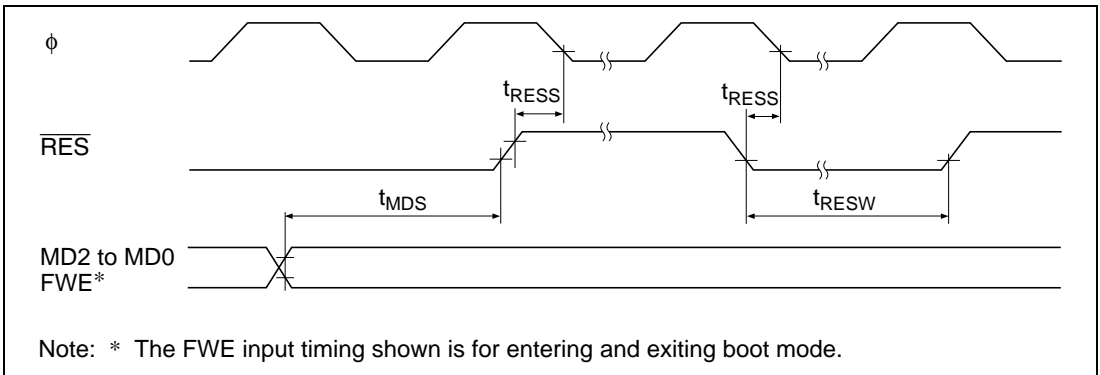 ϕ
tRESS
tRESS
RES
tMDS
tRESW
MD2 to MD0
FWE*
Note: * The FWE input timing shown is for entering and exiting boot mode.